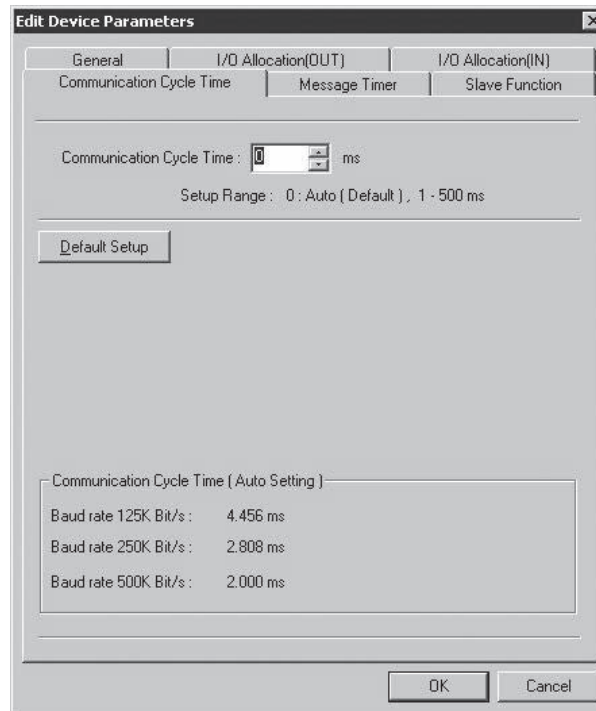 Edit Device Parameters
General I/O Allocation(OUT) I/O Allocation(IN)
Communication Cycle Time Message Timer Slave Function
Communication Cycle Time : 0 ms
Setup Range : 0 : Auto ( Default ) , 1 - 500 ms
Default Setup
Communication Cycle Time ( Auto Setting )
Baud rate 125K Bit/s : 4.456 ms
Baud rate 250K Bit/s : 2.808 ms
Baud rate 500K Bit/s : 2.000 ms
OK Cancel